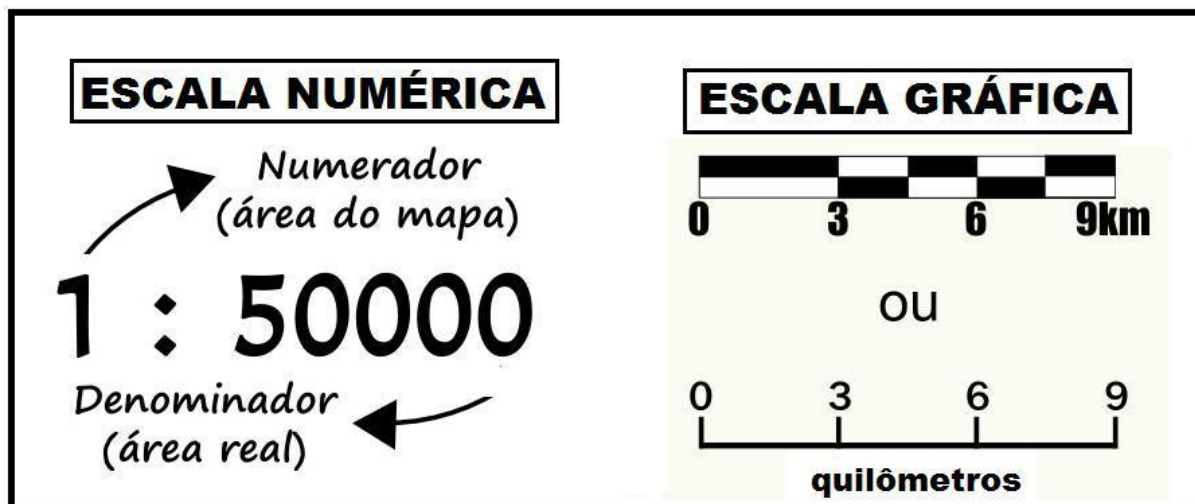 ESCALA NUMÉRICA
Numerador
(área do mapa)
1 : 50000
Denominador
(área real)
ESCALA GRÁFICA
0 3 6 9km
ou
0 3 6 9
quilômetros